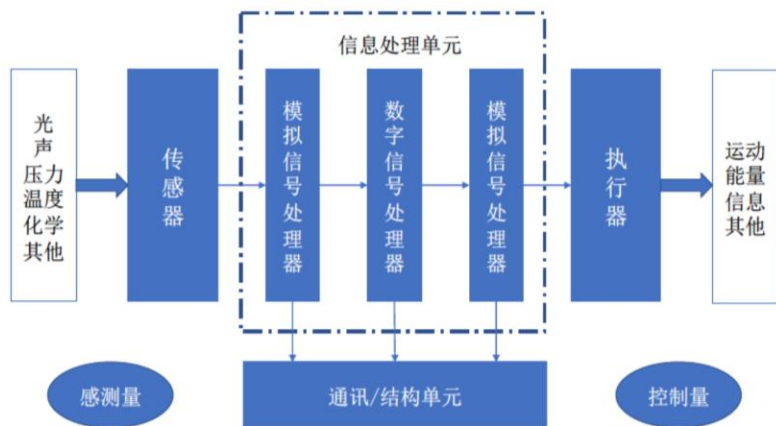 信息处理单元
光
声
压力
温度
化学
其他
传感器
模拟信号处理器
数字信号处理器
模拟信号处理器
执行器
运动
能量
信息
其他
感测量
通讯/结构单元
控制量